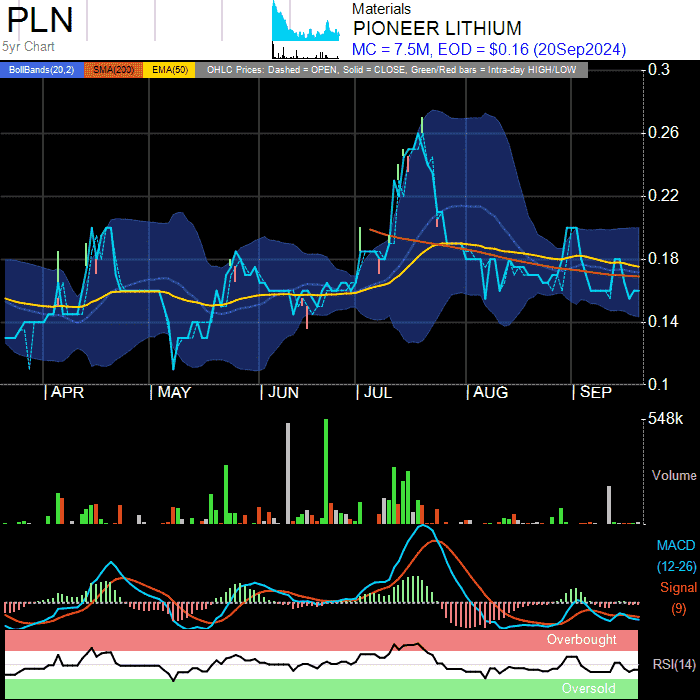 PLN
5yr Chart
Materials
PIONEER LITHIUM
MC = 7.5M, EOD = $0.16 (20Sep2024)
BollBands(20,2) SMA(200) EMA(50) OHLC Prices: Dashed = OPEN, Solid = CLOSE, Green/Red bars = Intra-day HIGH/LOW
0.3
0.26
0.22
0.18
0.14
0.1
| APR | MAY | JUN | JUL | AUG | SEP
548k
Volume
MACD
(12-26)
Signal
(9)
Overbought
RSI(14)
Oversold